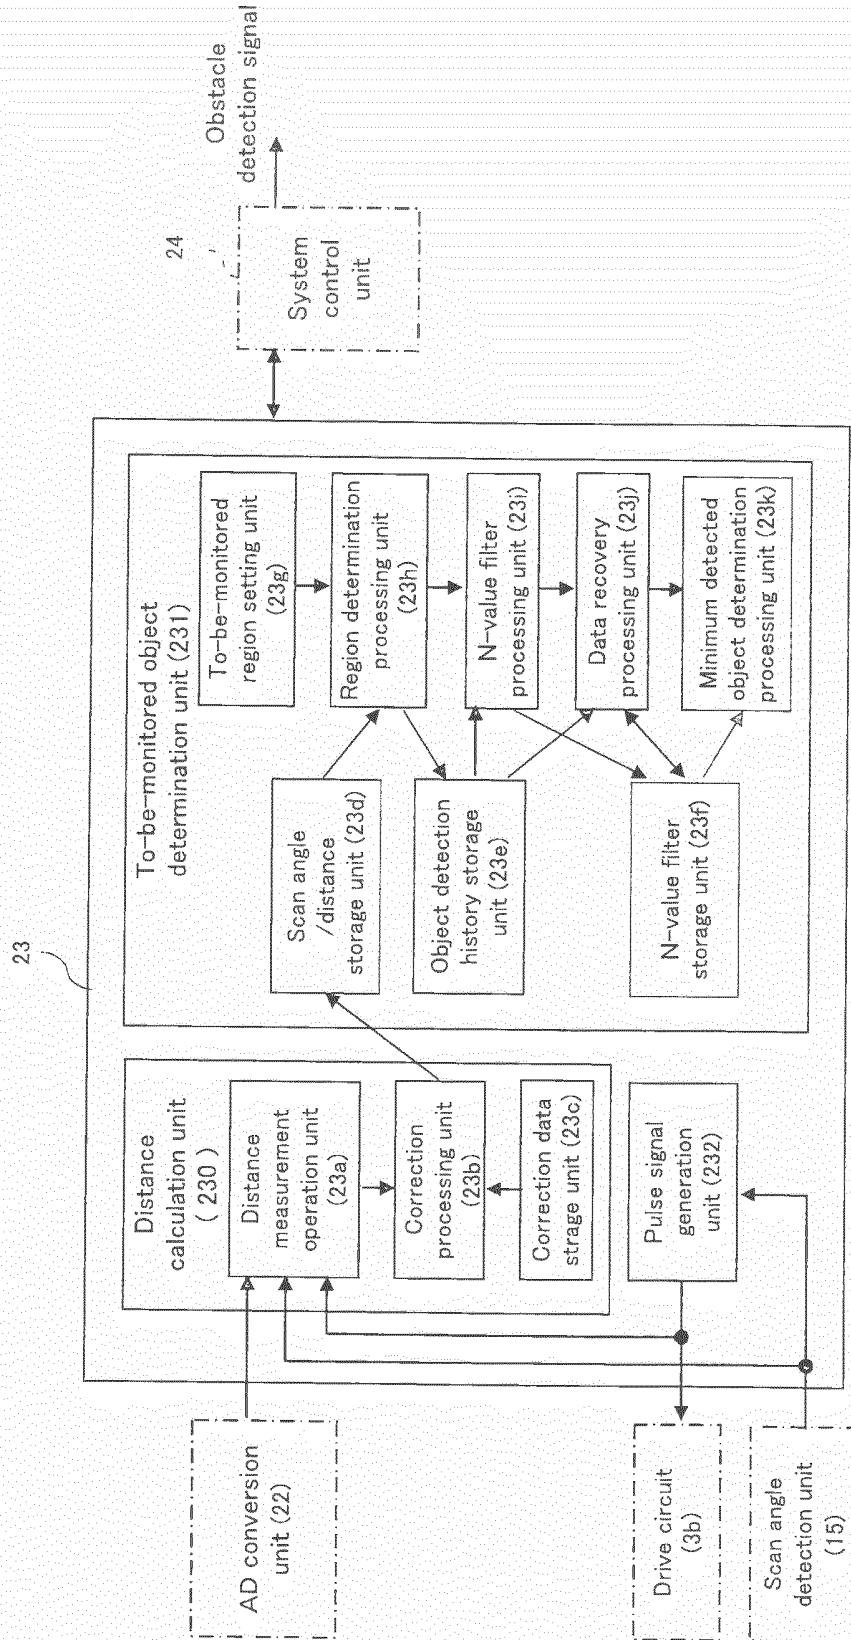 23
24
Obstacle
detection signal
System
control
unit
Distance
calculation unit
(230)
Distance
measurement
operation unit
(23a)
Correction
processing unit
(23b)
Correction data
strage unit (23c)
Pulse signal
generation
unit (232)
To-be-monitored object
determination unit (231)
Scan angle
/distance
storage unit (23d)
Object detection
history storage
unit (23e)
N-value filter
storage unit (23f)
To-be-monitored
region setting unit
(23g)
Region determination
processing unit
(23h)
N-value filter
processing unit (23i)
Data recovery
processing unit (23j)
Minimum detected
object determination
processing unit (23k)
AD conversion
unit (22)
Drive circuit
(3b)
Scan angle
detection unit
(15)